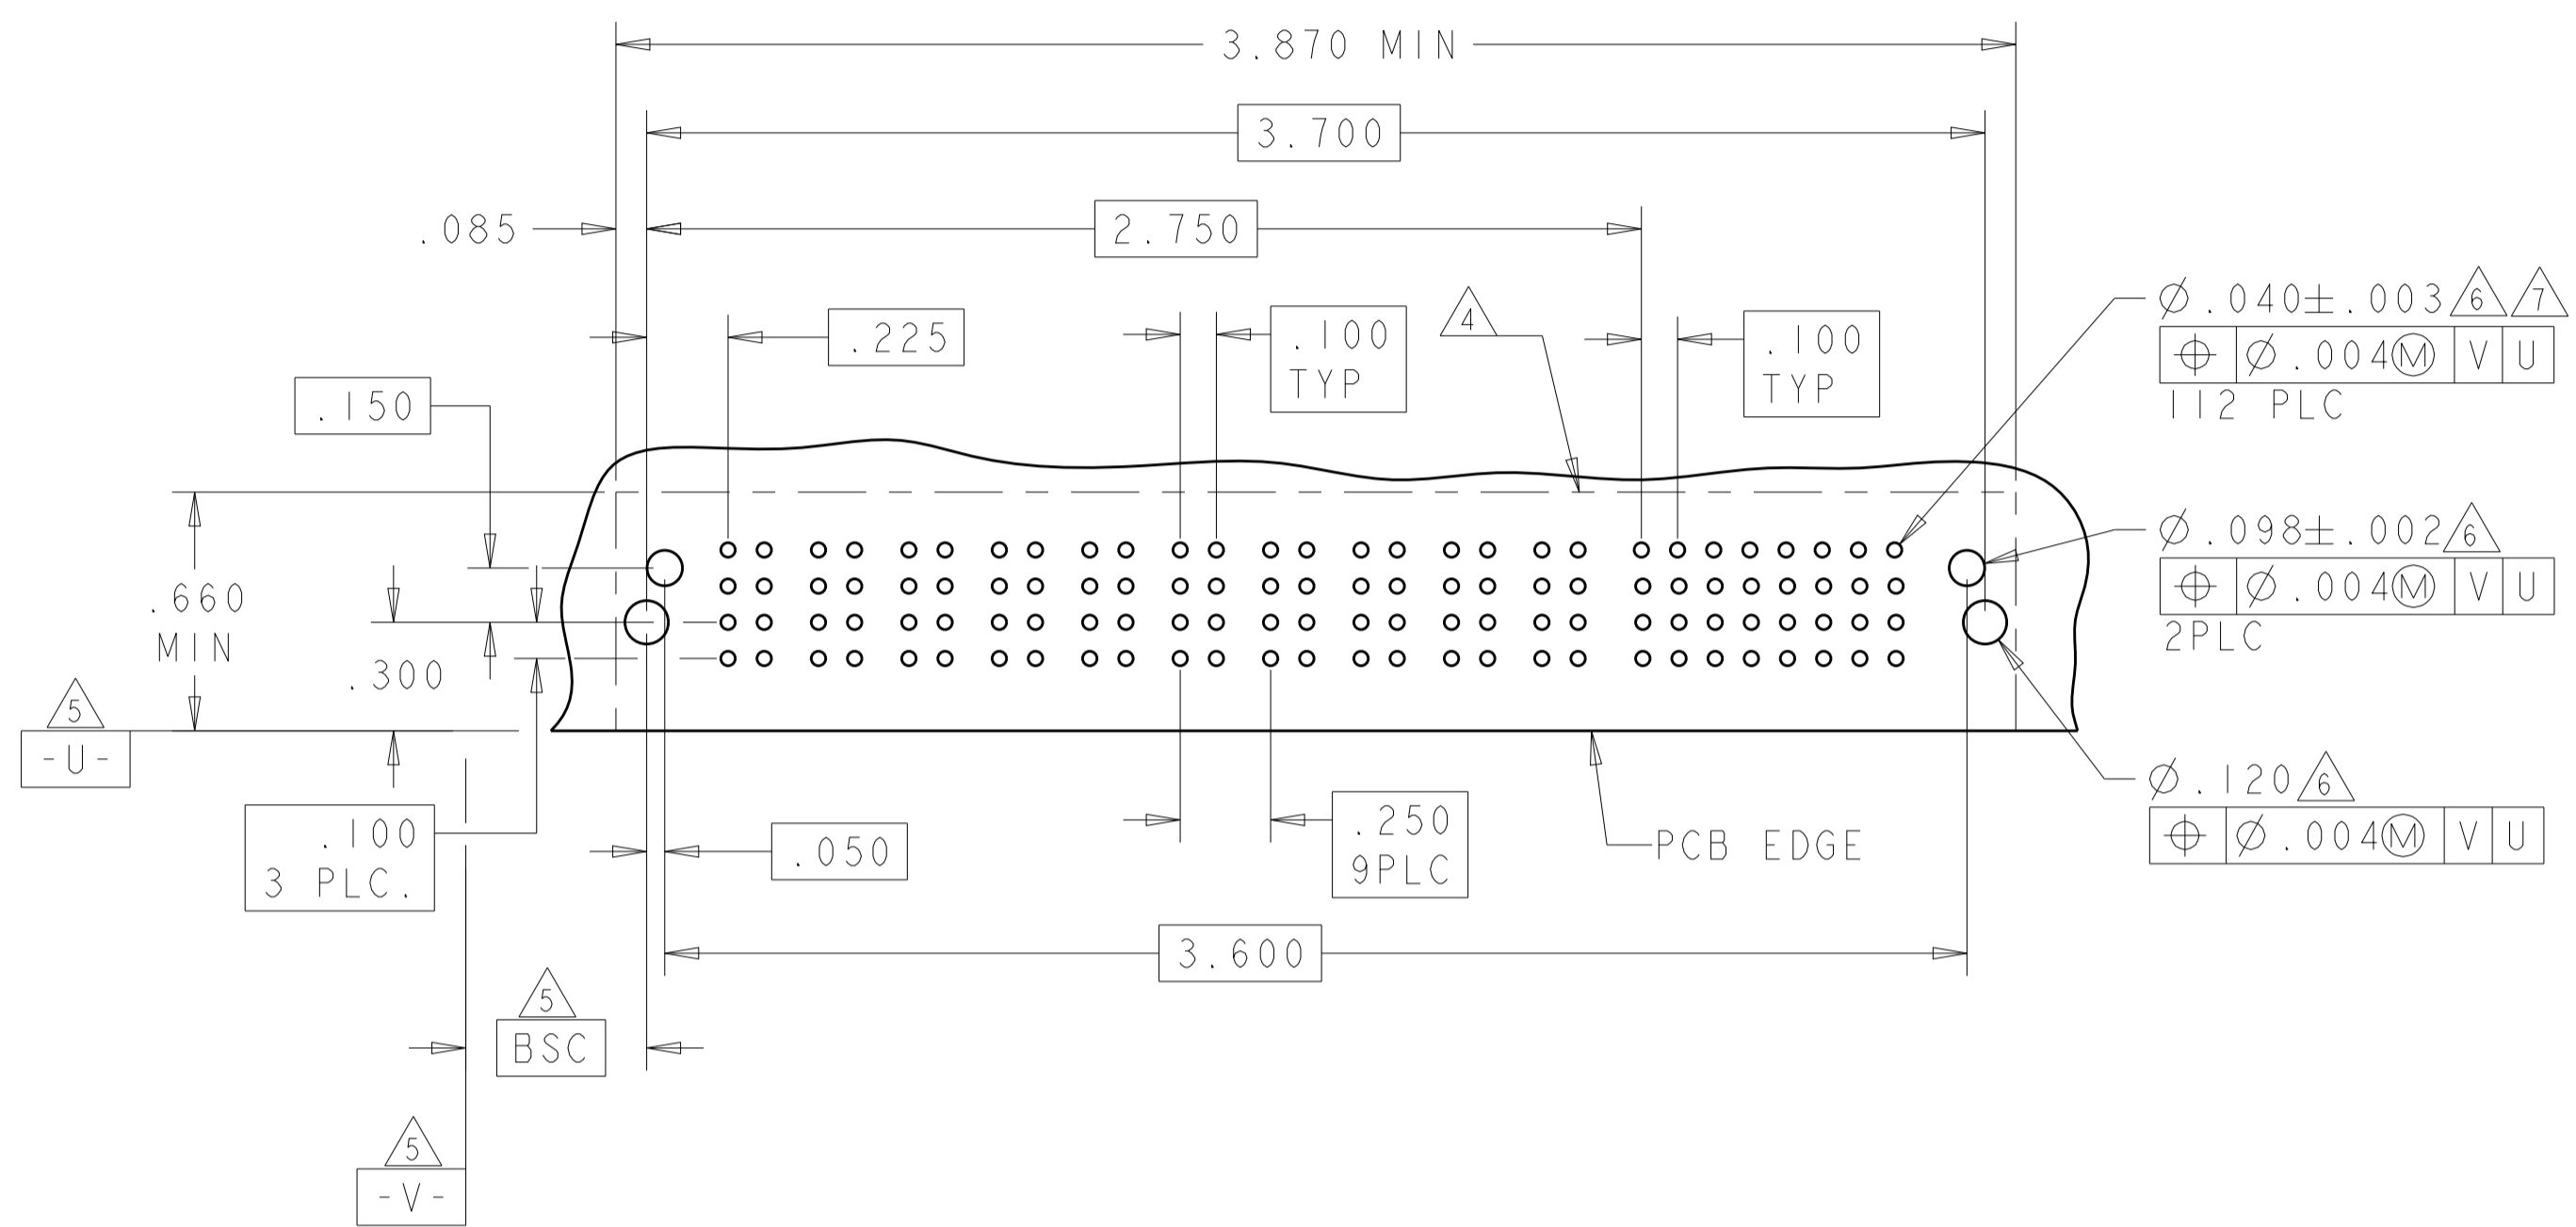 3.870 MIN
3.700
.085
2.750
.225
.100
TYP
4
.100
TYP
Ø.040±.003 6 7
⌖ Ø.004Ⓜ V U
112 PLC
.150
Ø.098±.002 6
⌖ Ø.004Ⓜ V U
2PLC
.660
MIN
.300
5
-U-
.100
3 PLC.
.050
.250
9PLC
PCB EDGE
Ø.120 6
⌖ Ø.004Ⓜ V U
3.600
5
BSC
5
-V-